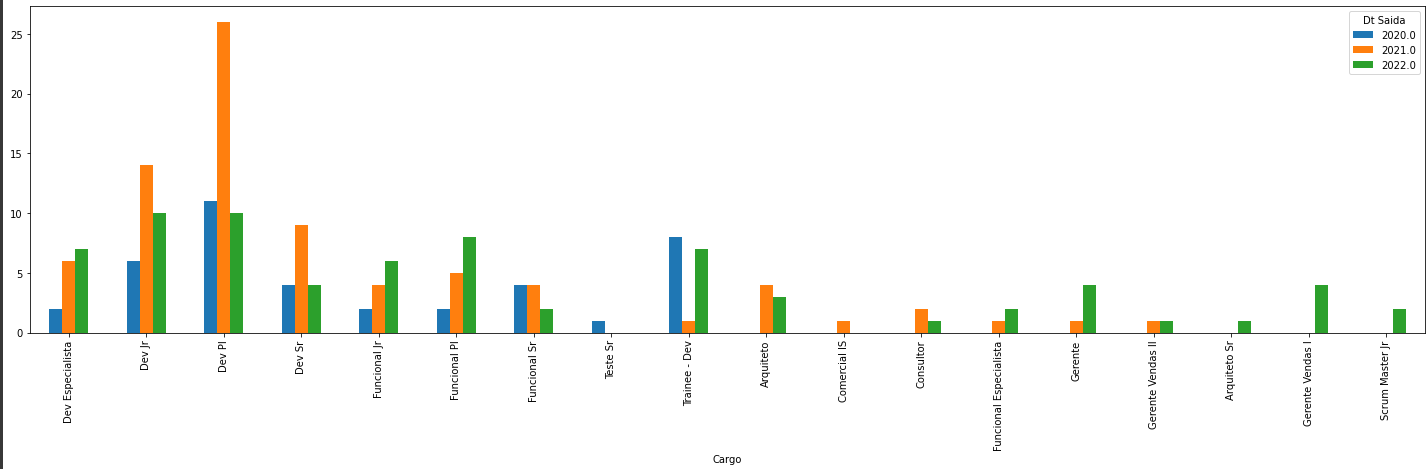 Dt Saida
2020.0
2021.0
2022.0
25
20
15
10
5
0
Dev Especialista
Dev Jr
Dev Pl
Dev Sr
Funcional Jr
Funcional Pl
Funcional Sr
Teste Sr
Trainee - Dev
Arquiteto
Comercial IS
Consultor
Funcional Especialista
Gerente
Gerente Vendas II
Arquiteto Sr
Gerente Vendas I
Scrum Master Jr
Cargo